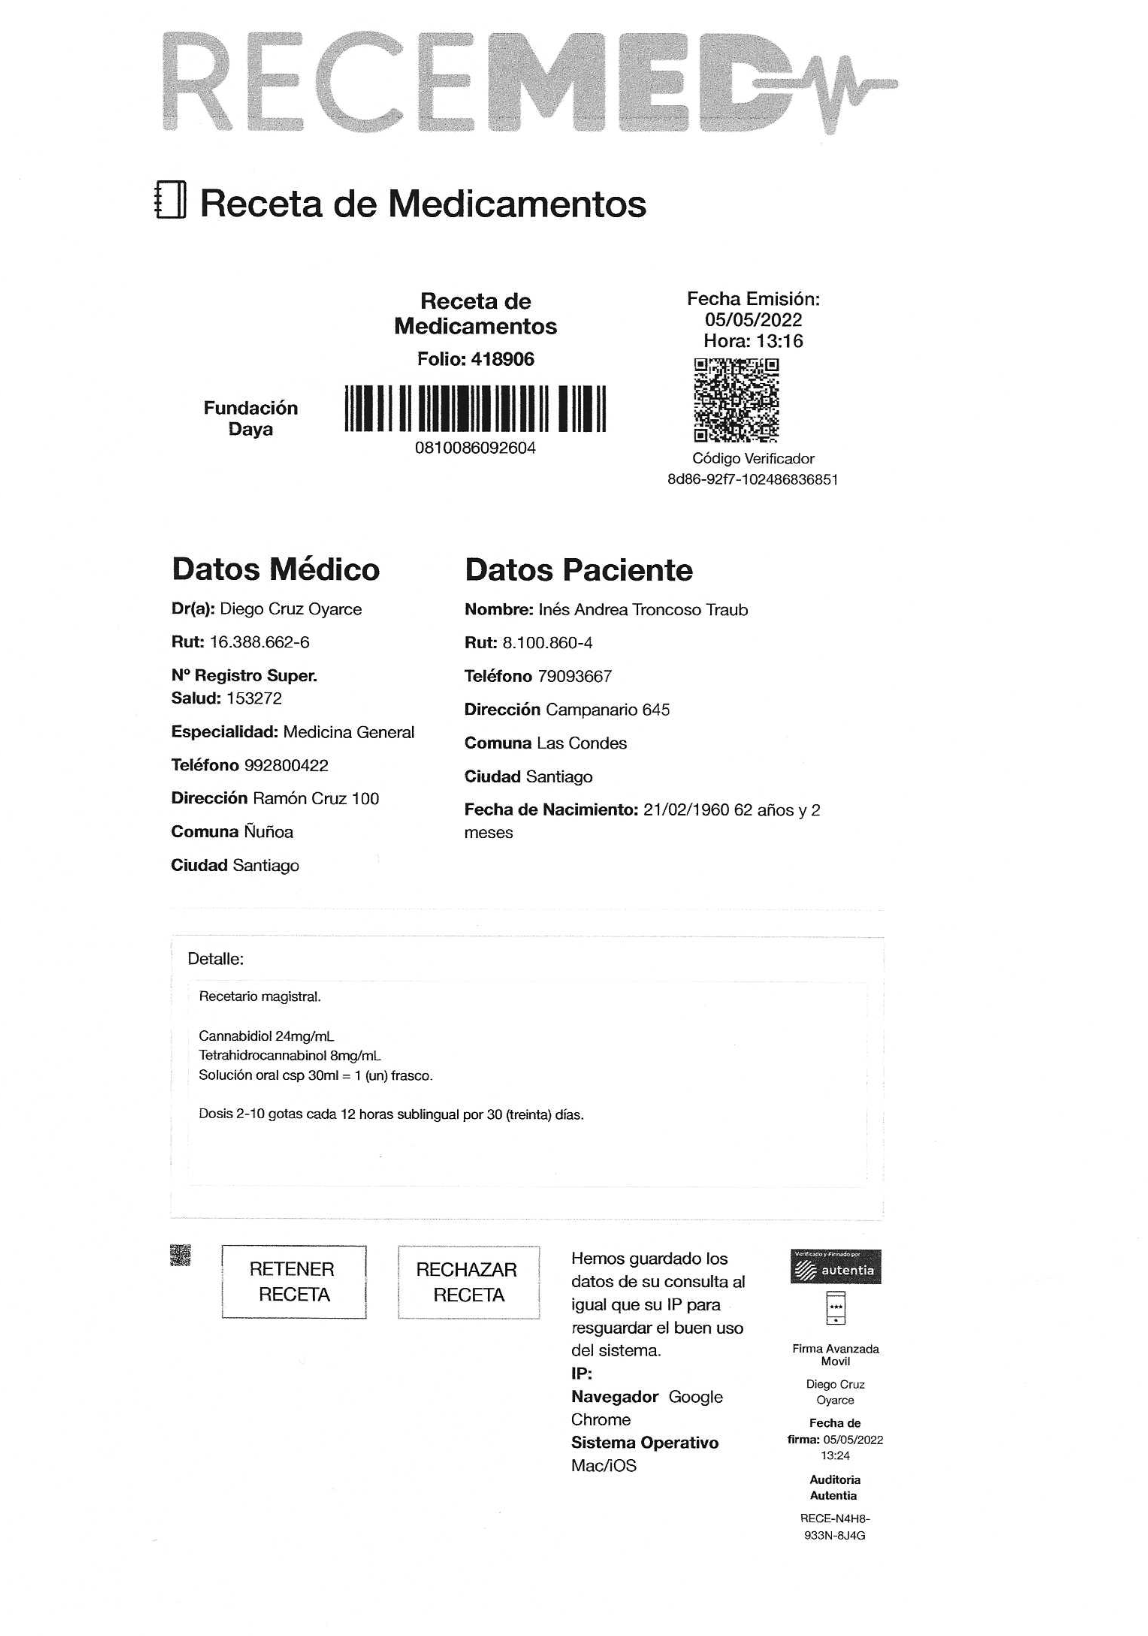 RECEMED
Receta de Medicamentos
Receta de
Medicamentos
Folio: 418906
Fundación
Daya
0810086092604
Fecha Emisión:
05/05/2022
Hora: 13:16
Código Verificador
8d86-92f7-102486836851
Datos Médico
Dr(a): Diego Cruz Oyarce
Rut: 16.388.662-6
Nº Registro Super.
Salud: 153272
Especialidad: Medicina General
Teléfono 992800422
Dirección Ramón Cruz 100
Comuna Ñuñoa
Ciudad Santiago
Datos Paciente
Nombre: Inés Andrea Troncoso Traub
Rut: 8.100.860-4
Teléfono 79093667
Dirección Campanario 645
Comuna Las Condes
Ciudad Santiago
Fecha de Nacimiento: 21/02/1960 62 años y 2
meses
Detalle:
Recetario magistral.
Cannabidiol 24mg/mL
Tetrahidrocannabinol 8mg/mL
Solución oral csp 30ml = 1 (un) frasco.
Dosis 2-10 gotas cada 12 horas sublingual por 30 (treinta) días.
RETENER
RECETA
RECHAZAR
RECETA
Hemos guardado los
datos de su consulta al
igual que su IP para
resguardar el buen uso
del sistema.
IP:
Navegador Google
Chrome
Sistema Operativo
Mac/iOS
Verificado y Firmado por
autentia
Firma Avanzada
Movil
Diego Cruz
Oyarce
Fecha de
firma: 05/05/2022
13:24
Auditoria
Autentia
RECE-N4H8-
933N-8J4G